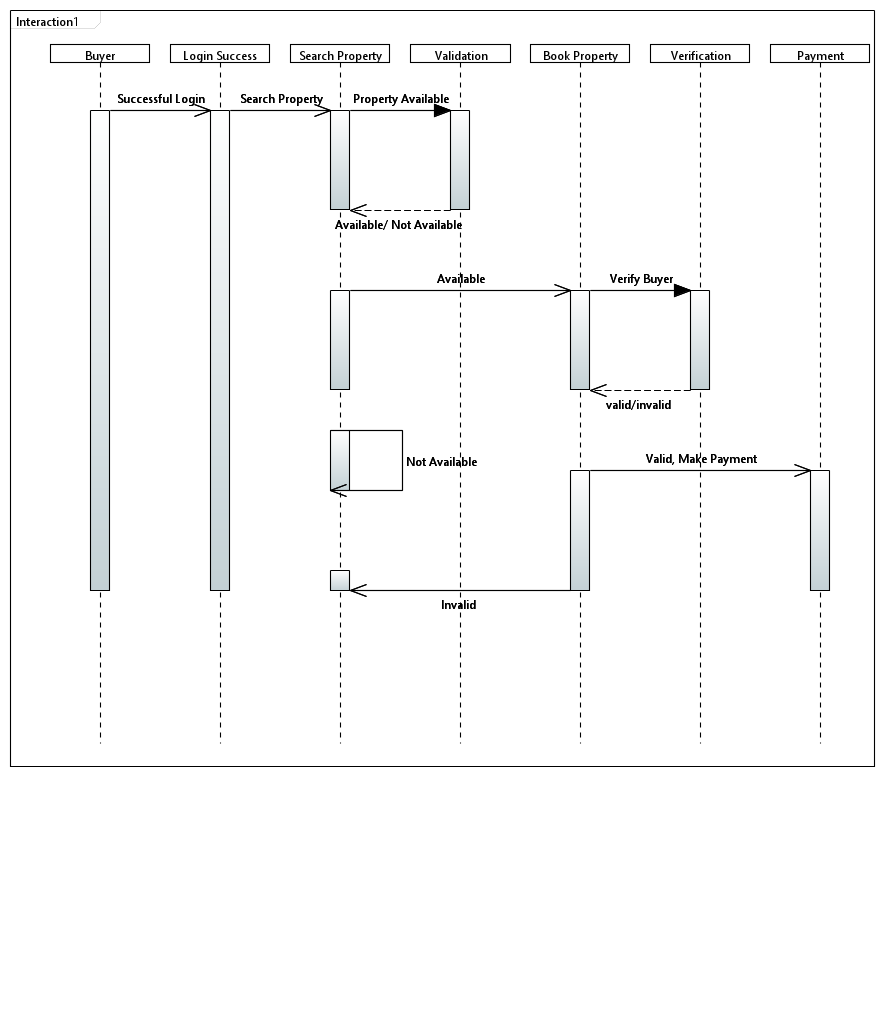 Interaction1
Buyer
Login Success
Search Property
Validation
Book Property
Verification
Payment
Successful Login
Search Property
Property Available
Available/ Not Available
Available
Verify Buyer
valid/invalid
Not Available
Valid, Make Payment
Invalid